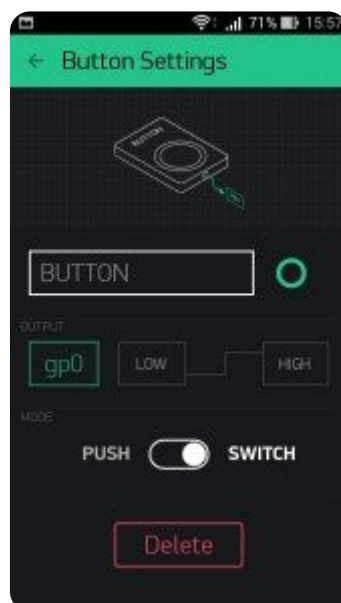 71% 15:57
← Button Settings
BUTTON
BUTTON
OUTPUT
gp0 LOW HIGH
MODE
PUSH SWITCH
Delete